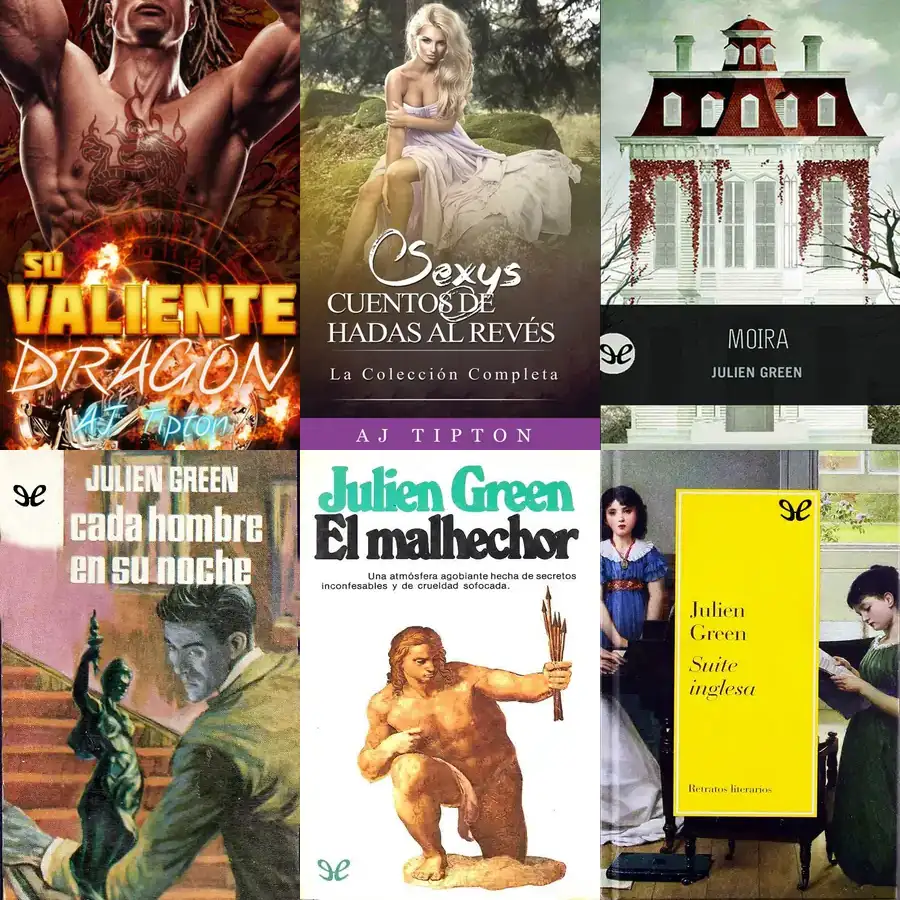 SU
VALIENTE
DRAGÓN
AJ Tipton
Sexys
CUENTOS DE
HADAS AL REVÉS
La Colección Completa
AJ TIPTON
MOIRA
JULIEN GREEN
JULIEN GREEN
cada hombre
en su noche
Julien Green
El malhechor
Una atmósfera agobiante hecha de secretos
inconfesables y de crueldad sofocada.
Julien
Green
Suite
inglesa
Retratos literarios